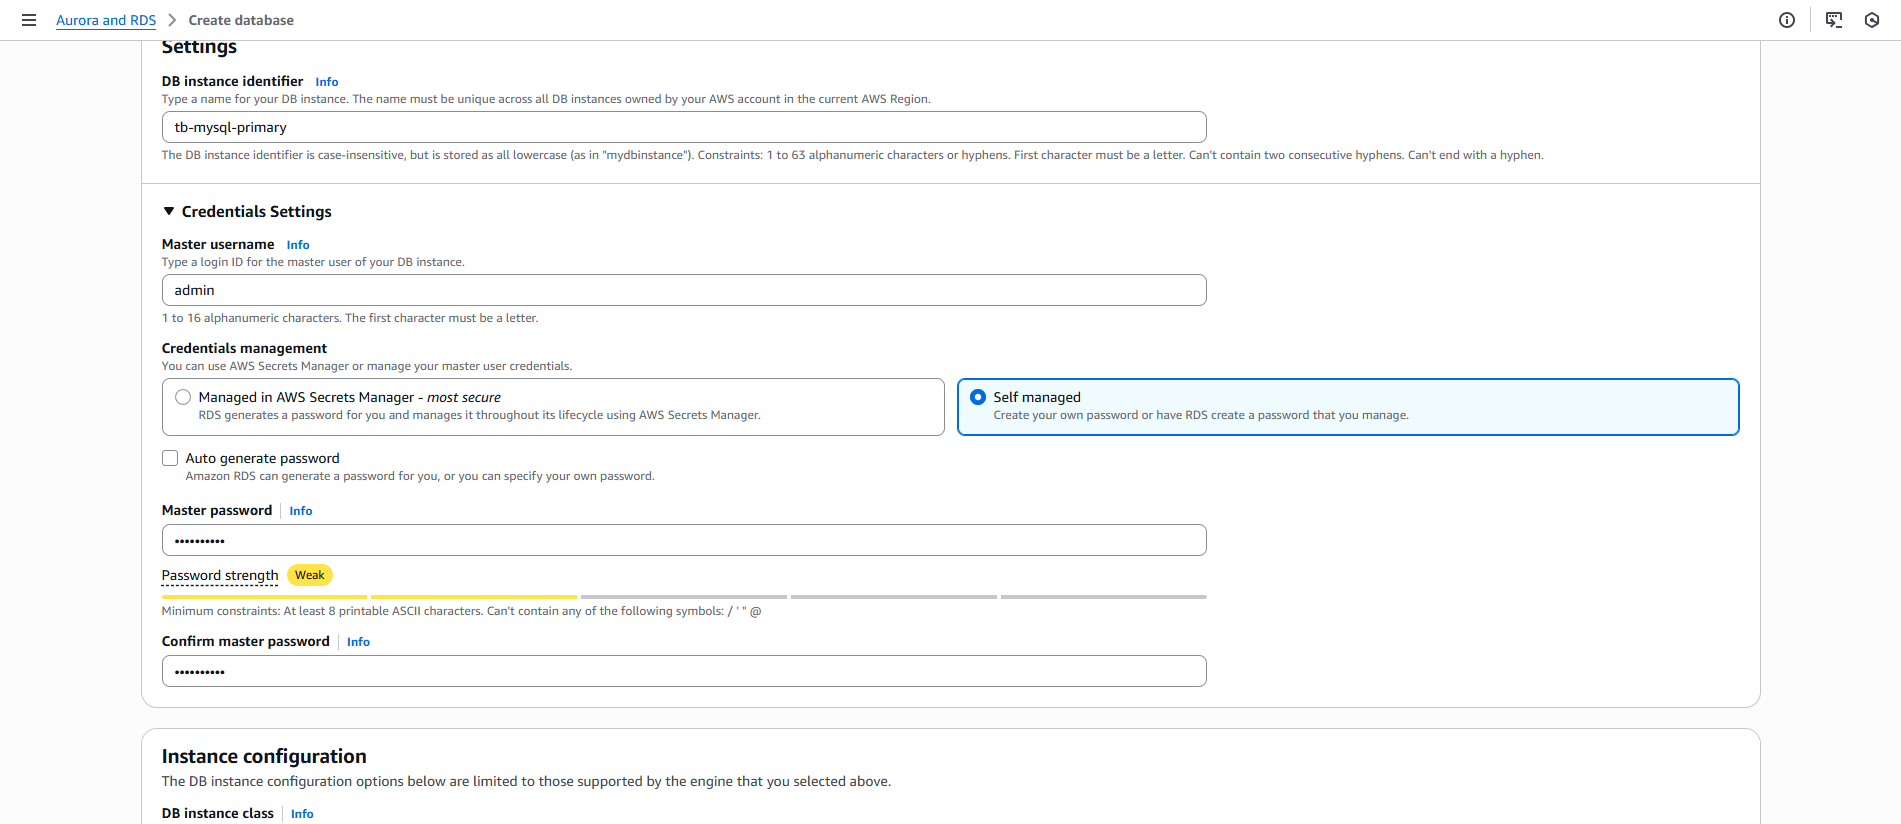 Aurora and RDS > Create database
Settings
DB instance identifier Info
Type a name for your DB instance. The name must be unique across all DB instances owned by your AWS account in the current AWS Region.
tb-mysql-primary
The DB instance identifier is case-insensitive, but is stored as all lowercase (as in "mydbinstance"). Constraints: 1 to 63 alphanumeric characters or hyphens. First character must be a letter. Can't contain two consecutive hyphens. Can't end with a hyphen.
Credentials Settings
Master username Info
Type a login ID for the master user of your DB instance.
admin
1 to 16 alphanumeric characters. The first character must be a letter.
Credentials management
You can use AWS Secrets Manager or manage your master user credentials.
Managed in AWS Secrets Manager - most secure
RDS generates a password for you and manages it throughout its lifecycle using AWS Secrets Manager.
Self managed
Create your own password or have RDS create a password that you manage.
Auto generate password
Amazon RDS can generate a password for you, or you can specify your own password.
Master password Info
••••••••••
Password strength Weak
Minimum constraints: At least 8 printable ASCII characters. Can't contain any of the following symbols: / ' " @
Confirm master password Info
••••••••••
Instance configuration
The DB instance configuration options below are limited to those supported by the engine that you selected above.
DB instance class Info